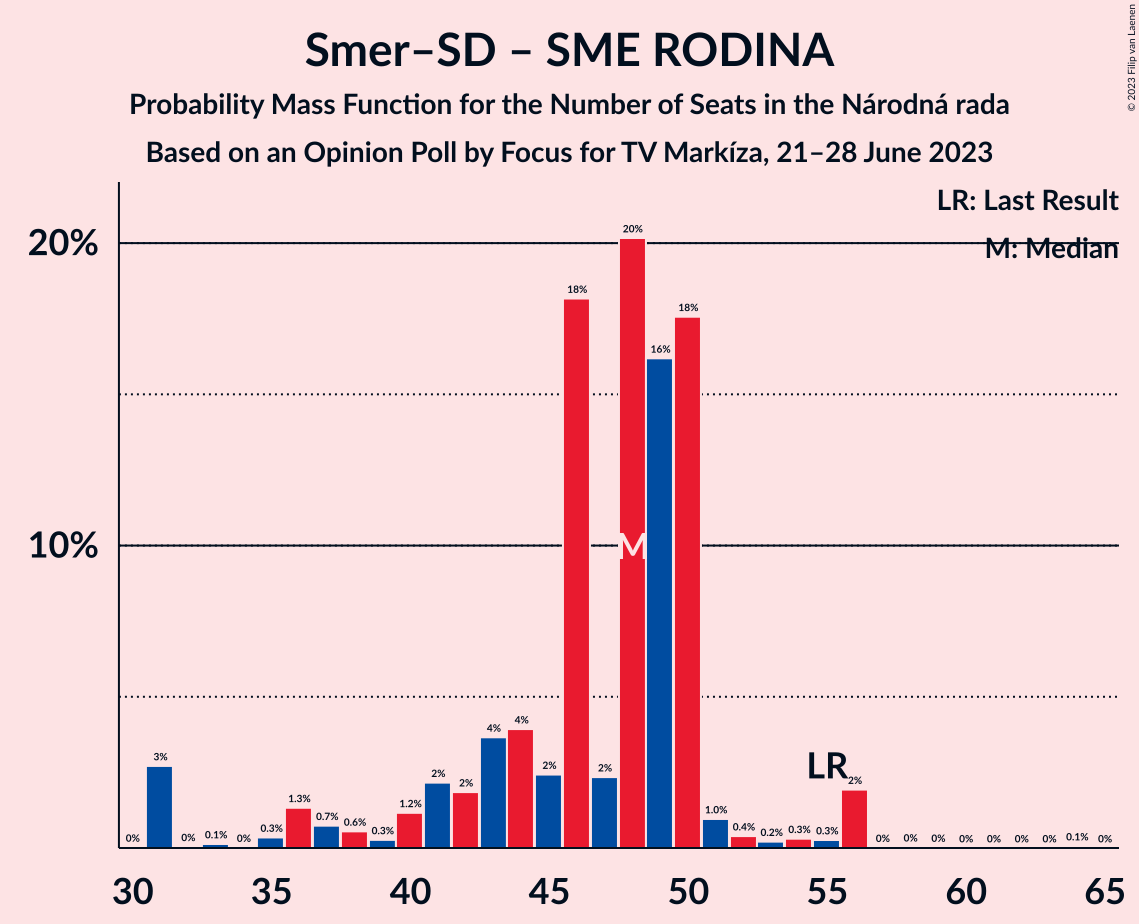 Smer–SD – SME RODINA
Probability Mass Function for the Number of Seats in the Národná rada
Based on an Opinion Poll by Focus for TV Markíza, 21–28 June 2023
© 2023 Filip van Laenen
LR: Last Result
M: Median
20%
10%
0% 3% 0% 0.1% 0% 0.3% 1.3% 0.7% 0.6% 0.3% 1.2% 2% 2% 4% 4% 2% 18% 2% 20% 16% 18% 1.0% 0.4% 0.2% 0.3% 0.3% 2% 0% 0% 0% 0% 0% 0% 0% 0.1% 0%
M
LR
30 35 40 45 50 55 60 65